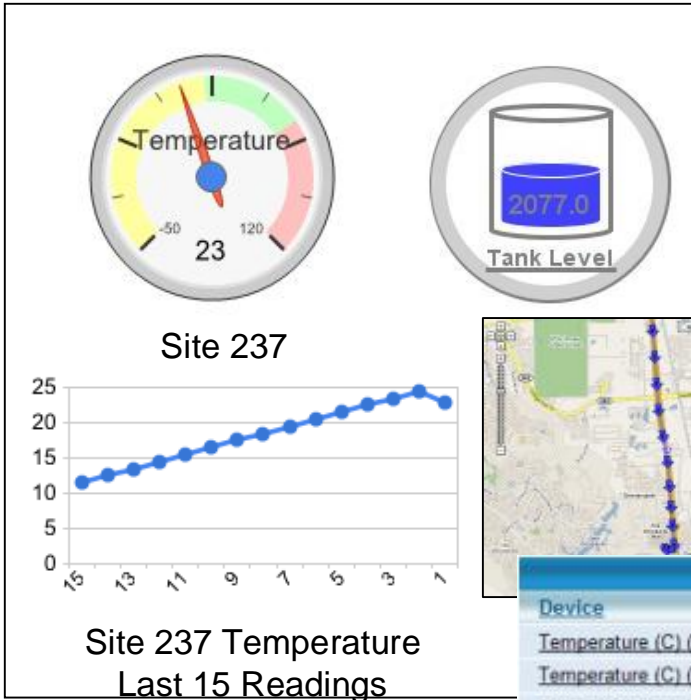 Temperature
-50 120
23
2077.0
Tank Level
Site 237
25
20
15
10
5
0
15 13 11 9 7 5 3 1
Site 237 Temperature
Last 15 Readings
Device
Temperature (C) (
Temperature (C) (